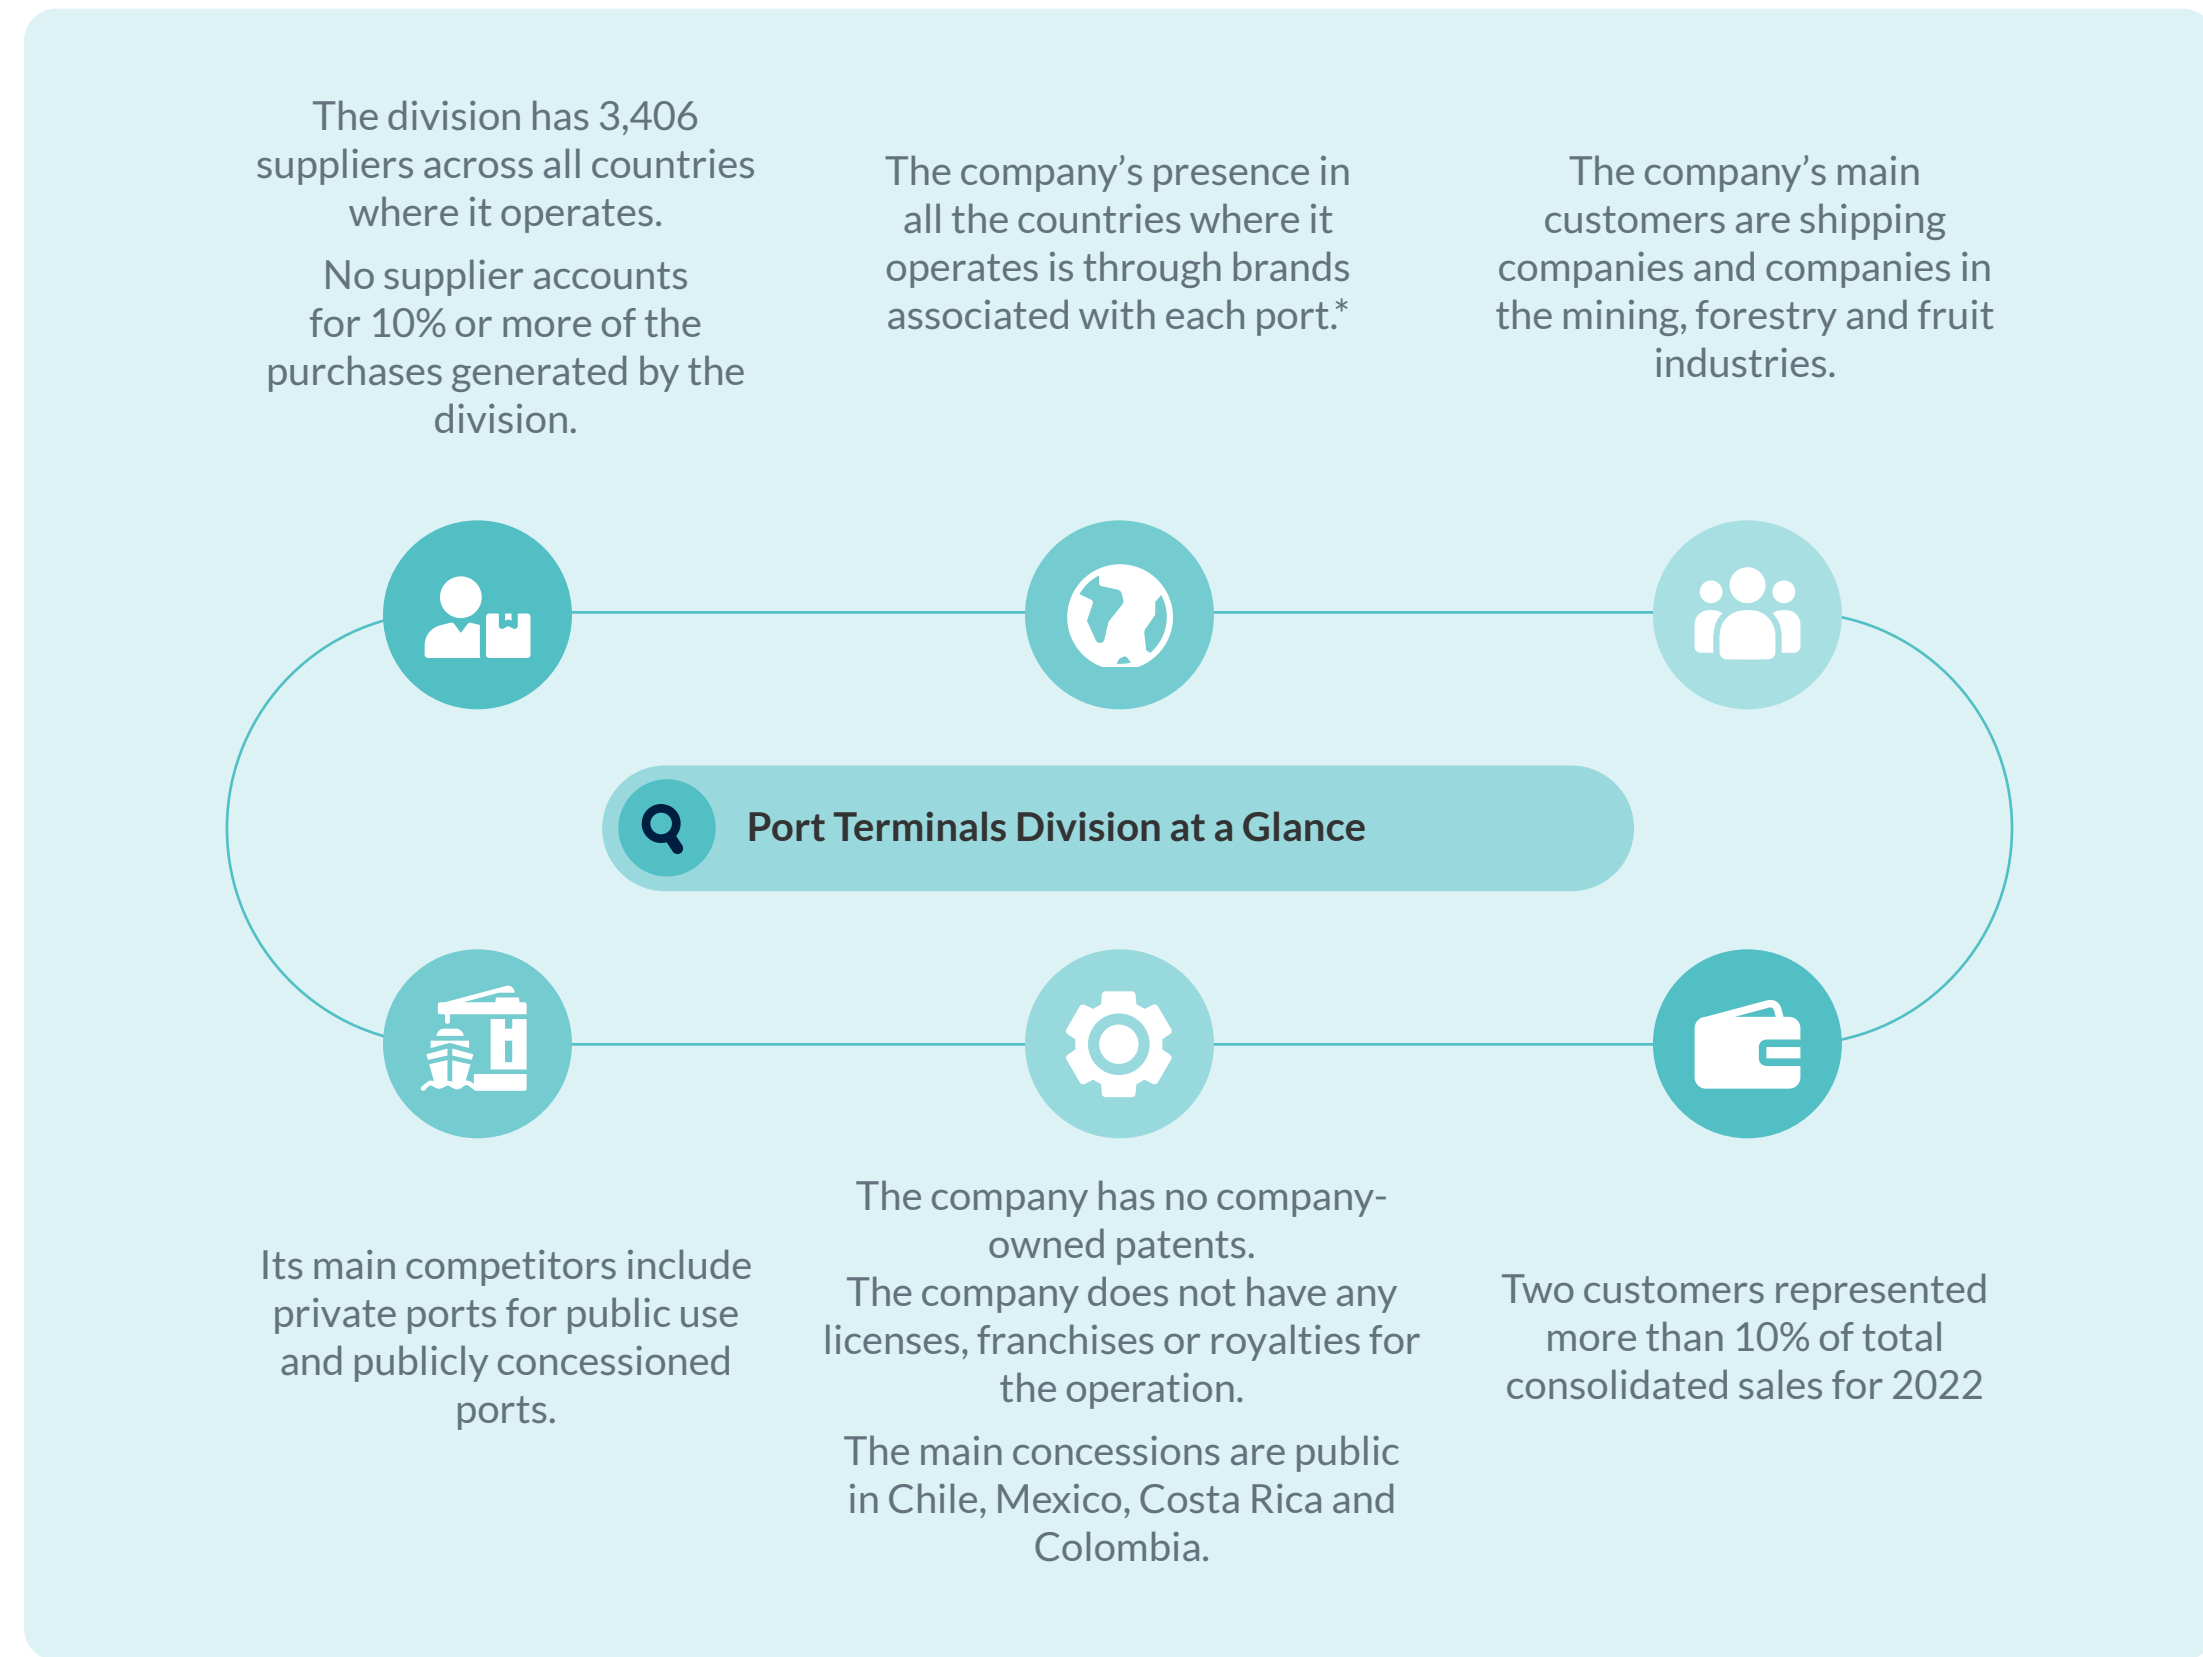 The division has 3,406
suppliers across all countries
where it operates.
No supplier accounts
for 10% or more of the
purchases generated by the
division.
The company’s presence in
all the countries where it
operates is through brands
associated with each port.*
The company’s main
customers are shipping
companies and companies in
the mining, forestry and fruit
industries.
Port Terminals Division at a Glance
Its main competitors include
private ports for public use
and publicly concessioned
ports.
The company has no company-
owned patents.
The company does not have any
licenses, franchises or royalties for
the operation.
The main concessions are public
in Chile, Mexico, Costa Rica and
Colombia.
Two customers represented
more than 10% of total
consolidated sales for 2022